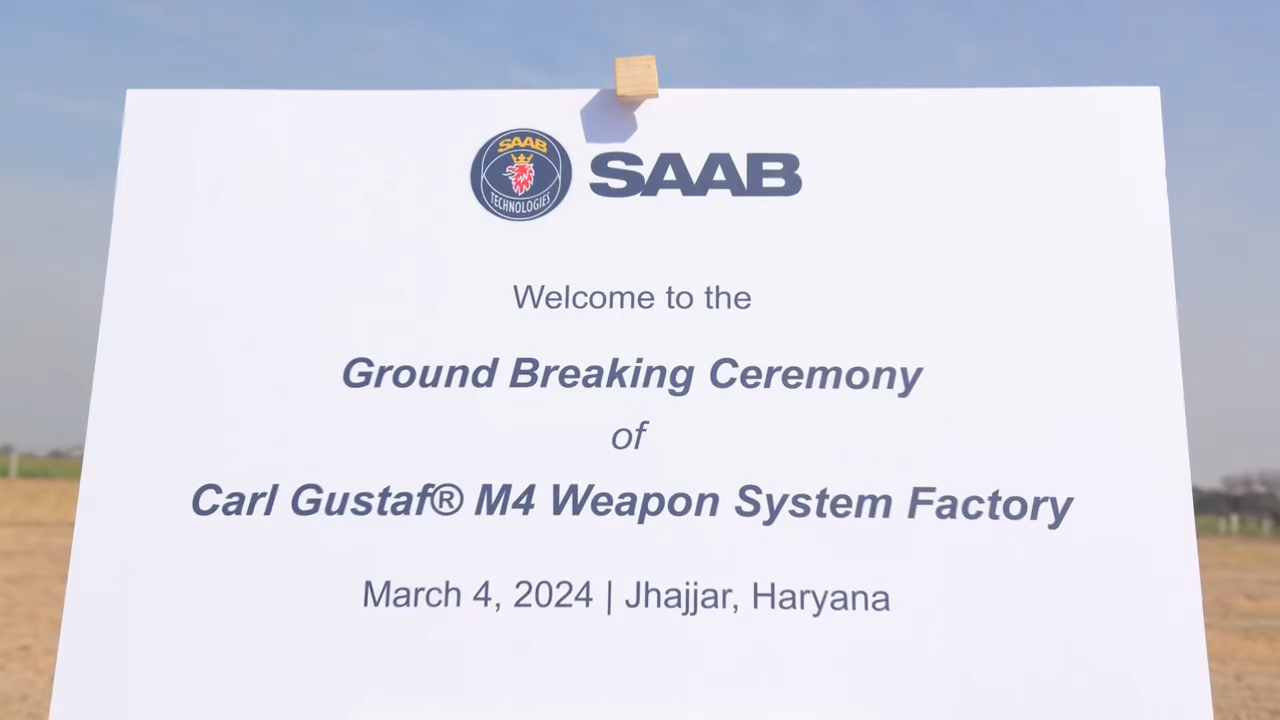 SAAB
TECHNOLOGIES
SAAB
Welcome to the
Ground Breaking Ceremony
of
Carl Gustaf® M4 Weapon System Factory
March 4, 2024 | Jhajjar, Haryana